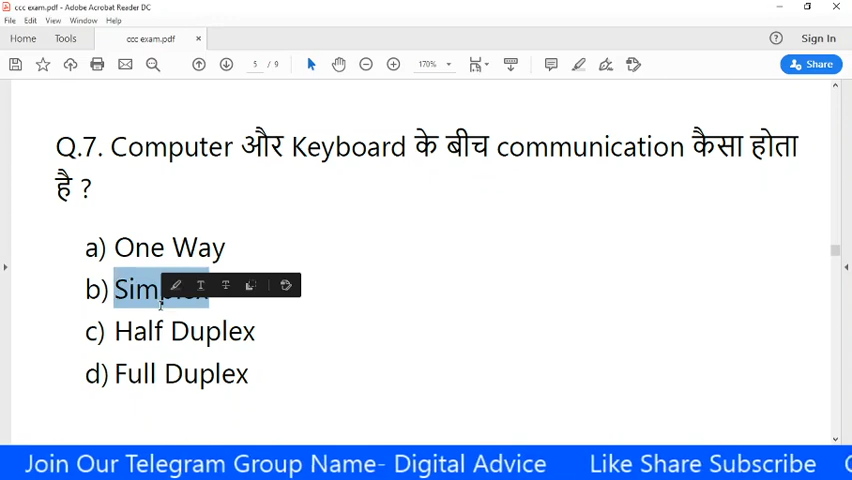 ccc exam.pdf - Adobe Acrobat Reader DC
File Edit View Window Help
Home Tools ccc exam.pdf × Sign In
5 / 9 170% Share
Q.7. Computer और Keyboard के बीच communication कैसा होता
है ?
a) One Way
b) Sim
c) Half Duplex
d) Full Duplex
Join Our Telegram Group Name- Digital Advice Like Share Subscribe